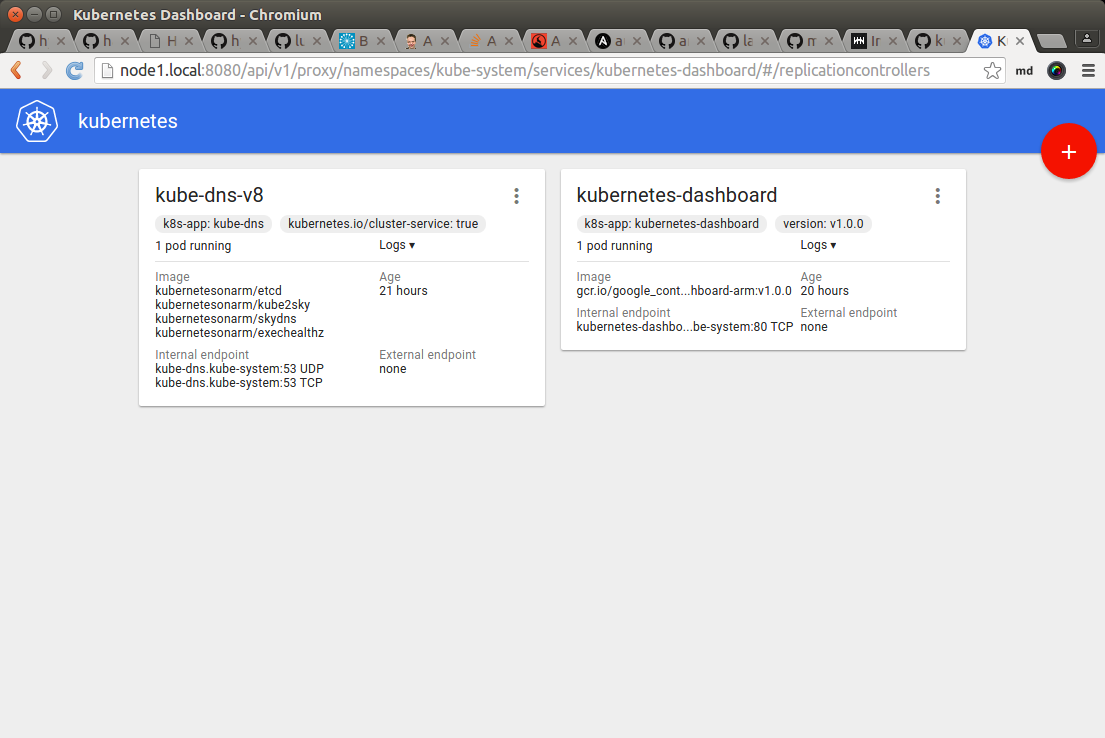 Kubernetes Dashboard - Chromium
h
h
H
h
lu
B
A
A
A
a
a
la
m
In
k
K
node1.local:8080/api/v1/proxy/namespaces/kube-system/services/kubernetes-dashboard/#/replicationcontrollers
md
kubernetes
+
kube-dns-v8
k8s-app: kube-dns kubernetes.io/cluster-service: true
1 pod running Logs ▾
Image Age
kubernetesonarm/etcd 21 hours
kubernetesonarm/kube2sky
kubernetesonarm/skydns
kubernetesonarm/exechealthz
Internal endpoint External endpoint
kube-dns.kube-system:53 UDP none
kube-dns.kube-system:53 TCP
kubernetes-dashboard
k8s-app: kubernetes-dashboard version: v1.0.0
1 pod running Logs ▾
Image Age
gcr.io/google_cont...hboard-arm:v1.0.0 20 hours
Internal endpoint External endpoint
kubernetes-dashbo...be-system:80 TCP none